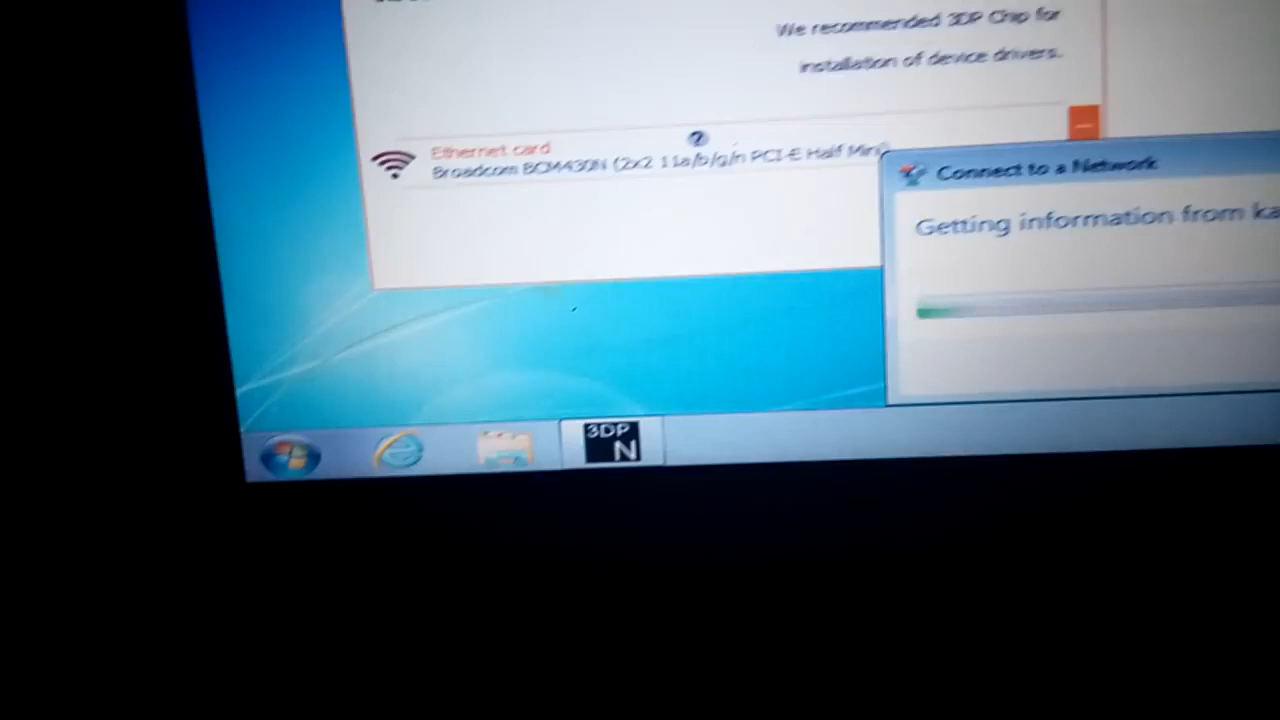 We recommended 3DP Chip for
installation of device drivers.
Ethernet card
Broadcom BCM430N (2x2 11a/b/g/n PCI-E Half Mini)
Connect to a Network
Getting information from ka
3DP
N